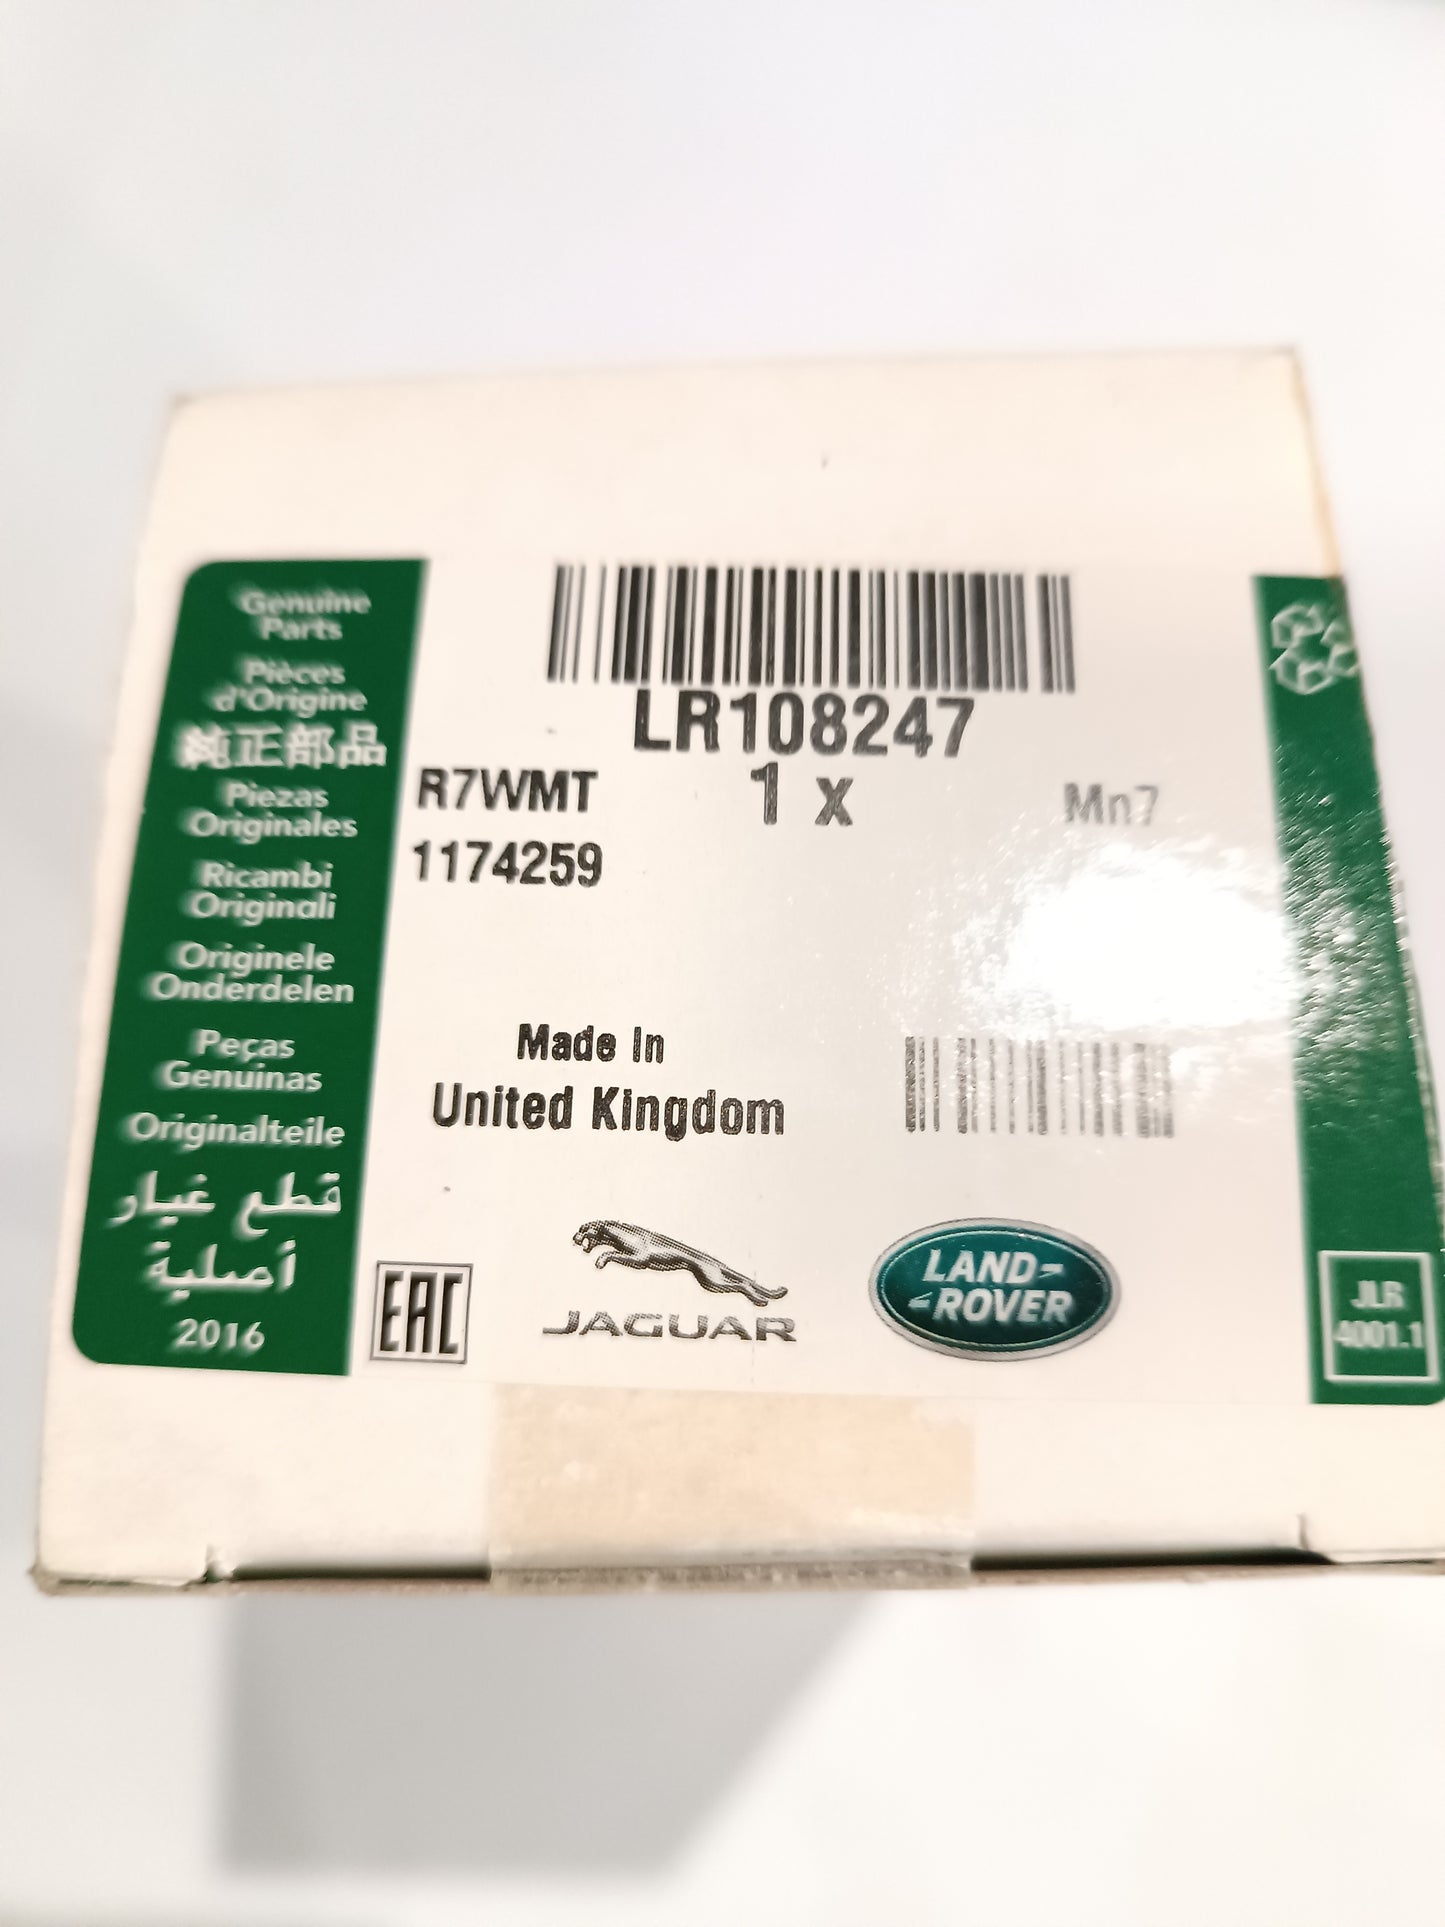 Genuine
Parts
Pièces
d'Origine
純正部品
Piezas
Originales
Ricambi
Originali
Originele
Onderdelen
Peças
Genuinas
Originalteile
قطع غيار
أصلية
2016
LR108247
R7WMT
1 x
Mn7
1174259
Made In
United Kingdom
EAC
JAGUAR
LAND-
-ROVER
JLR
4001.1